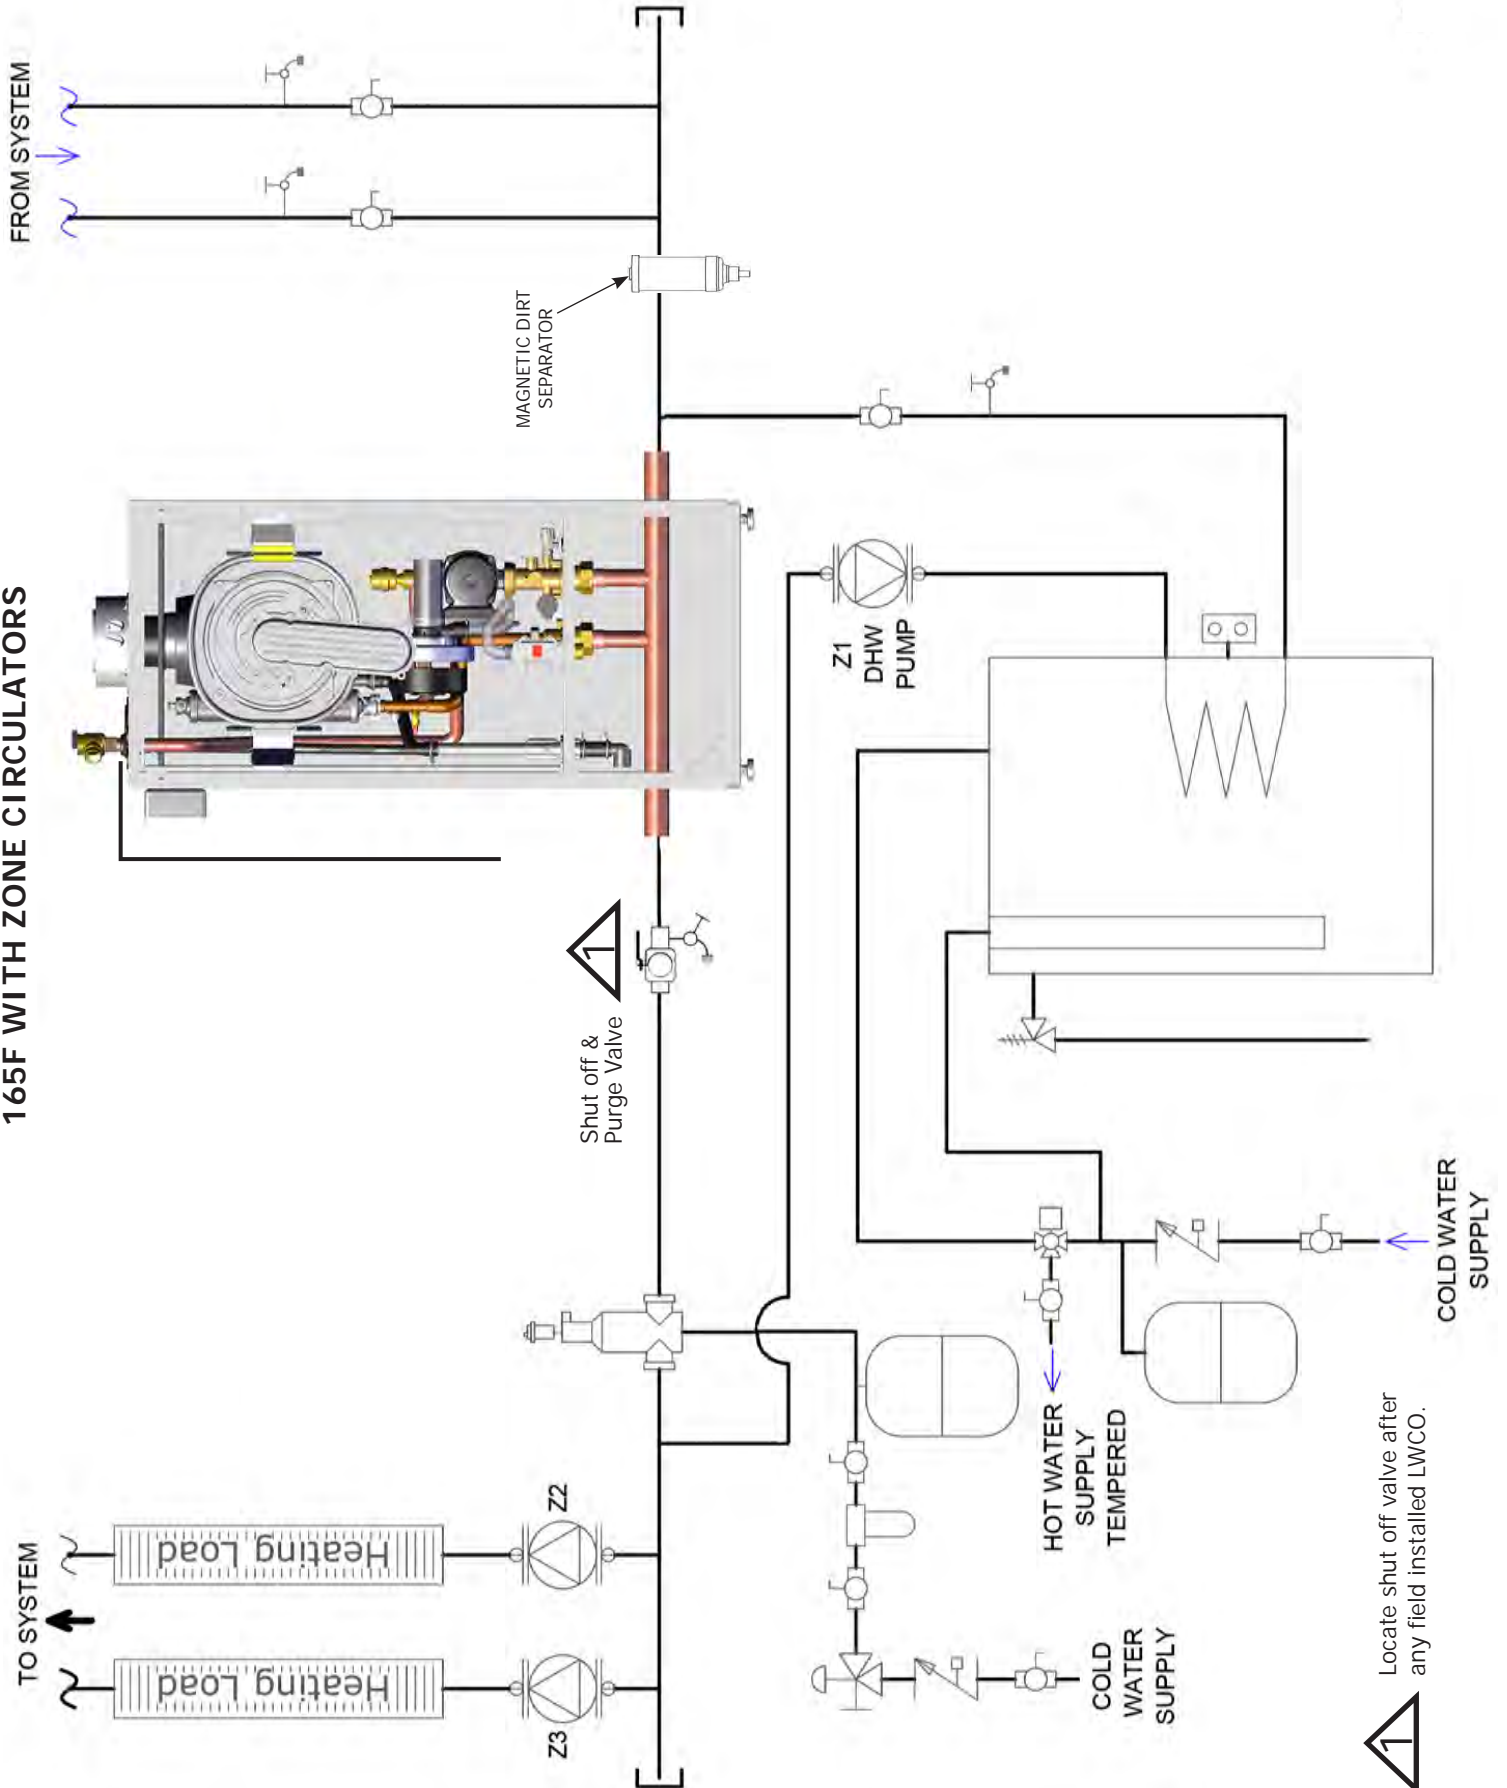 165F WITH ZONE CIRCULATORS
FROM SYSTEM
MAGNETIC DIRT
SEPARATOR
Z1
DHW
PUMP
1
Shut off &
Purge Valve
TO SYSTEM
Heating Load
Heating Load
Z2
Z3
HOT WATER
SUPPLY
TEMPERED
COLD WATER
SUPPLY
COLD
WATER
SUPPLY
1
Locate shut off valve after
any field installed LWCO.